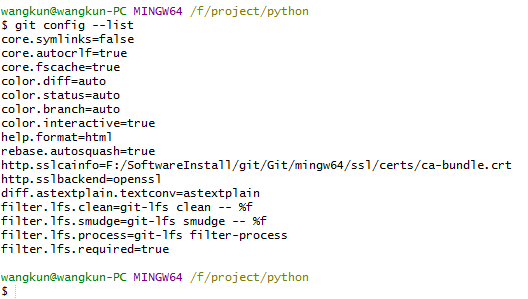 wangkun@wangkun-PC MINGW64 /f/project/python
$ git config --list
core.symlinks=false
core.autocrlf=true
core.fscache=true
color.diff=auto
color.status=auto
color.branch=auto
color.interactive=true
help.format=html
rebase.autosquash=true
http.sslcainfo=F:/SoftwareInstall/git/Git/mingw64/ssl/certs/ca-bundle.crt
http.sslbackend=openssl
diff.astextplain.textconv=astextplain
filter.lfs.clean=git-lfs clean -- %f
filter.lfs.smudge=git-lfs smudge -- %f
filter.lfs.process=git-lfs filter-process
filter.lfs.required=true
wangkun@wangkun-PC MINGW64 /f/project/python
$